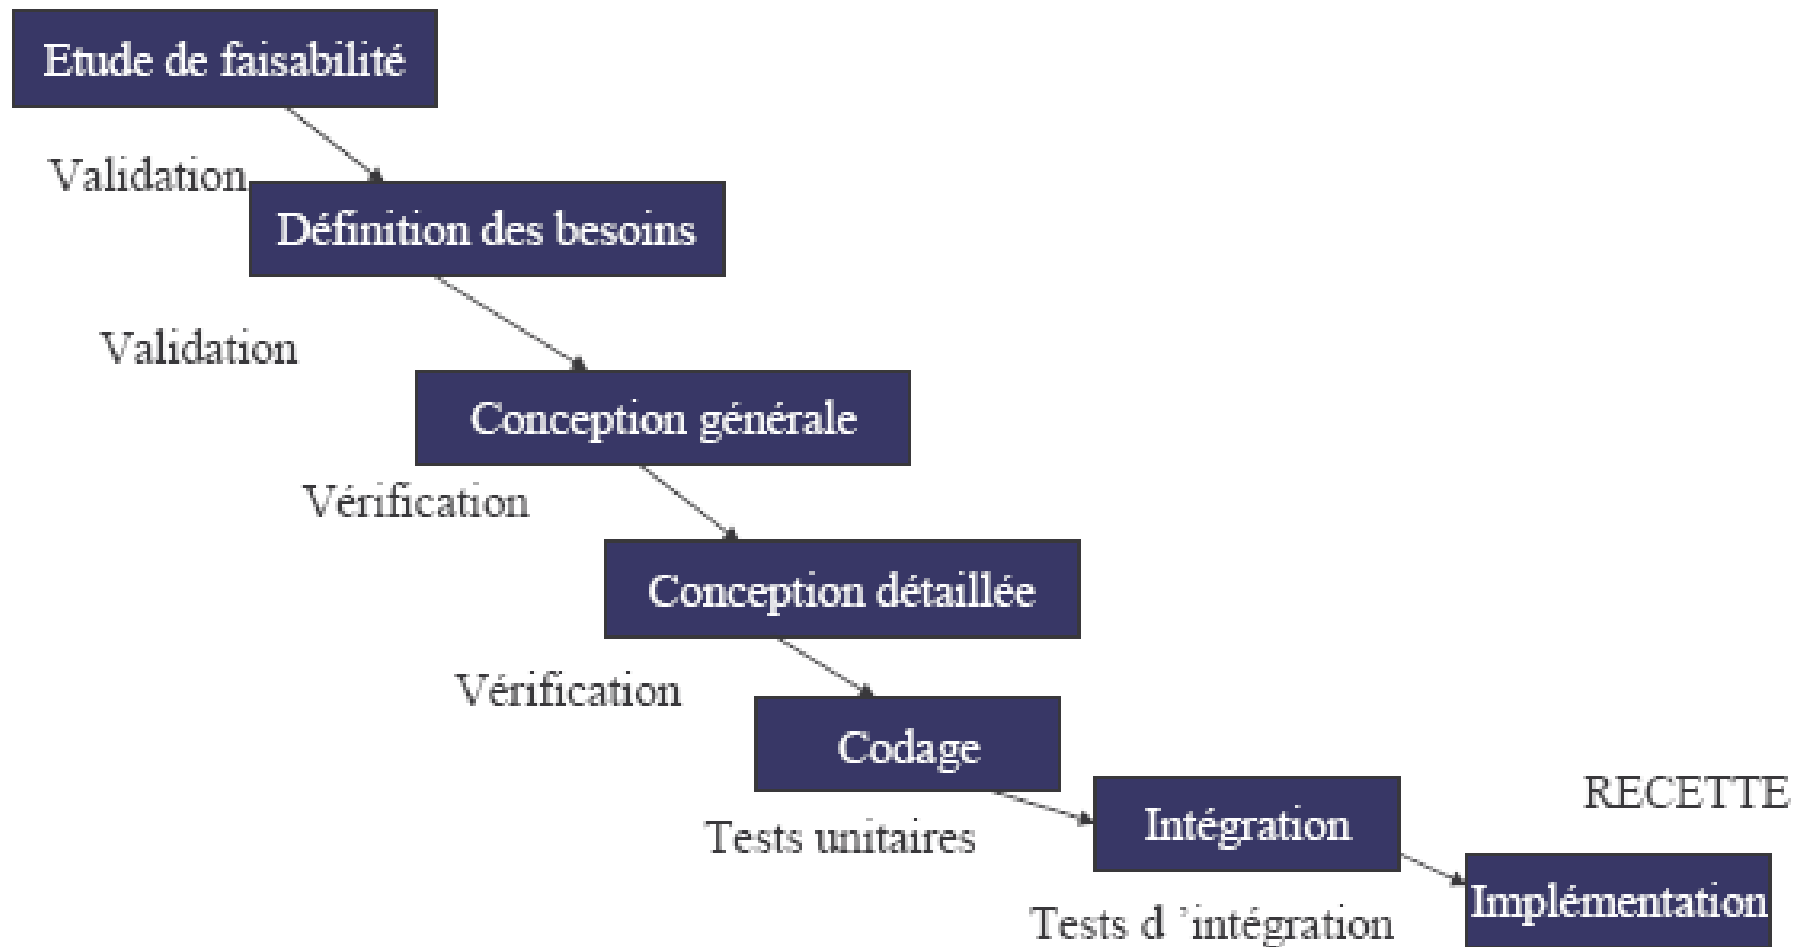 Etude de faisabilité
Validation
Définition des besoins
Validation
Conception générale
Vérification
Conception détaillée
Vérification
Codage
Tests unitaires
Intégration
RECETTE
Tests d ’intégration
Implémentation